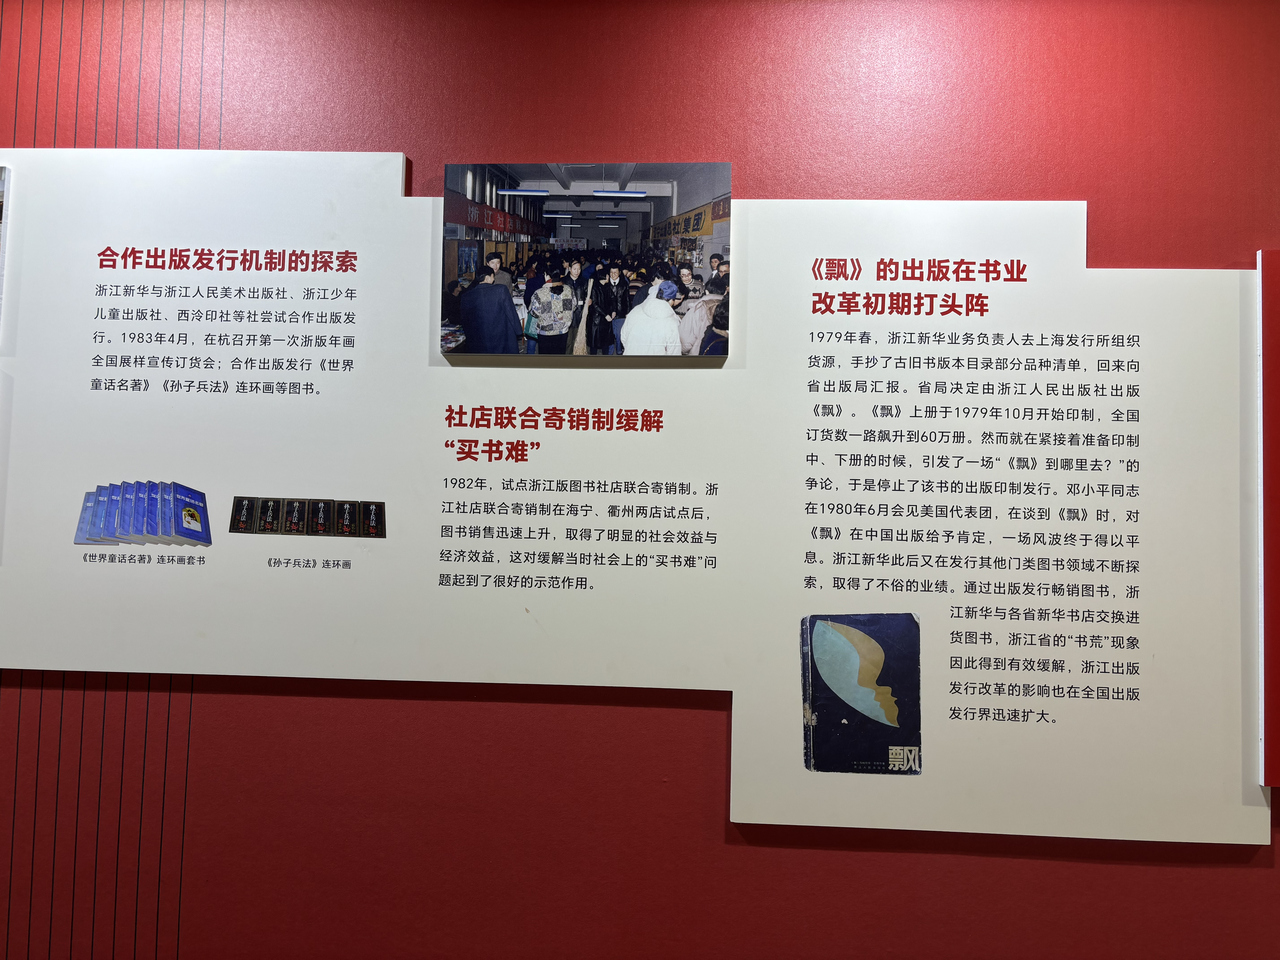 合作出版发行机制的探索
浙江新华与浙江人民美术出版社、浙江少年
儿童出版社、西泠印社等社尝试合作出版发
行。1983年4月，在杭召开第一次浙版年画
全国展样宣传订货会；合作出版发行《世界
童话名著》《孙子兵法》连环画等图书。
《世界童话名著》连环画套书
孙子兵法
孙子兵法
孙子兵法
孙子兵法
《孙子兵法》连环画
浙江
社(集团)
社店联合寄销制缓解
“买书难”
1982年，试点浙江版图书社店联合寄销制。浙
江社店联合寄销制在海宁、衢州两店试点后，
图书销售迅速上升，取得了明显的社会效益与
经济效益，这对缓解当时社会上的“买书难”问
题起到了很好的示范作用。
《飘》的出版在书业
改革初期打头阵
1979年春，浙江新华业务负责人去上海发行所组织
货源，手抄了古旧书版本目录部分品种清单，回来向
省出版局汇报。省局决定由浙江人民出版社出版
《飘》。《飘》上册于1979年10月开始印制，全国
订货数一路飙升到60万册。然而就在紧接着准备印制
中、下册的时候，引发了一场“《飘》到哪里去？”的
争论，于是停止了该书的出版印制发行。邓小平同志
在1980年6月会见美国代表团，在谈到《飘》时，对
《飘》在中国出版给予肯定，一场风波终于得以平
息。浙江新华此后又在发行其他门类图书领域不断探
索，取得了不俗的业绩。通过出版发行畅销图书，浙
江新华与各省新华书店交换进
货图书，浙江省的“书荒”现象
因此得到有效缓解，浙江出版
发行改革的影响也在全国出版
发行界迅速扩大。
飘